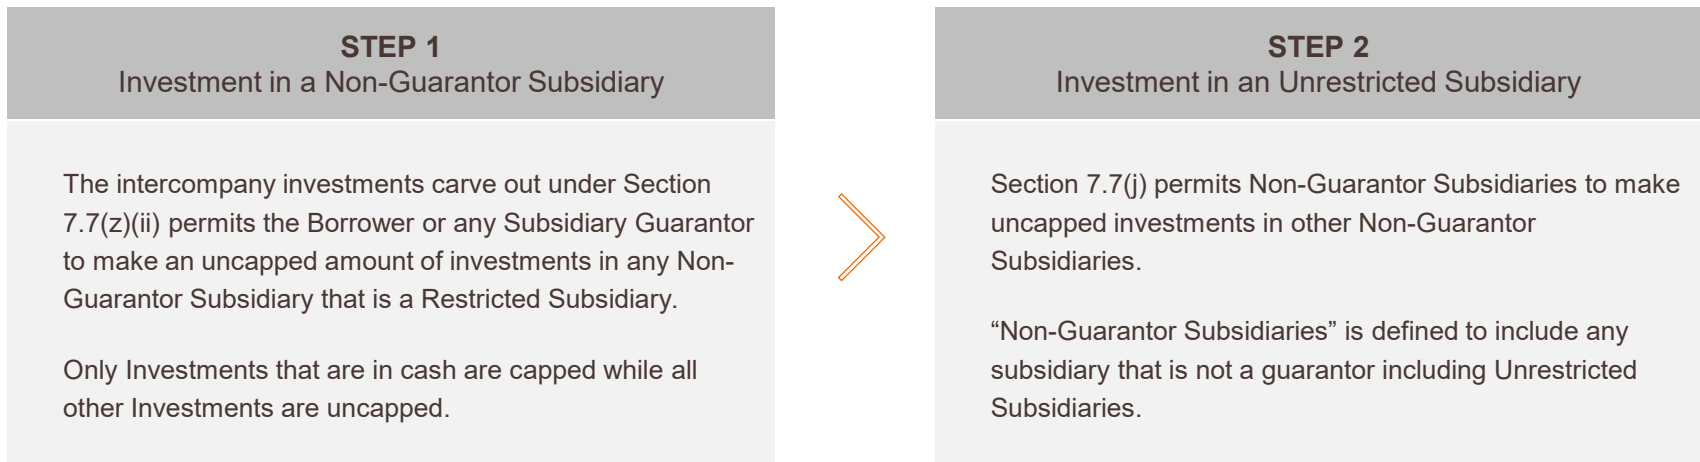 STEP 1
Investment in a Non-Guarantor Subsidiary
The intercompany investments carve out under Section
7.7(z)(ii) permits the Borrower or any Subsidiary Guarantor
to make an uncapped amount of investments in any Non-
Guarantor Subsidiary that is a Restricted Subsidiary.
Only Investments that are in cash are capped while all
other Investments are uncapped.
STEP 2
Investment in an Unrestricted Subsidiary
Section 7.7(j) permits Non-Guarantor Subsidiaries to make
uncapped investments in other Non-Guarantor
Subsidiaries.
“Non-Guarantor Subsidiaries” is defined to include any
subsidiary that is not a guarantor including Unrestricted
Subsidiaries.